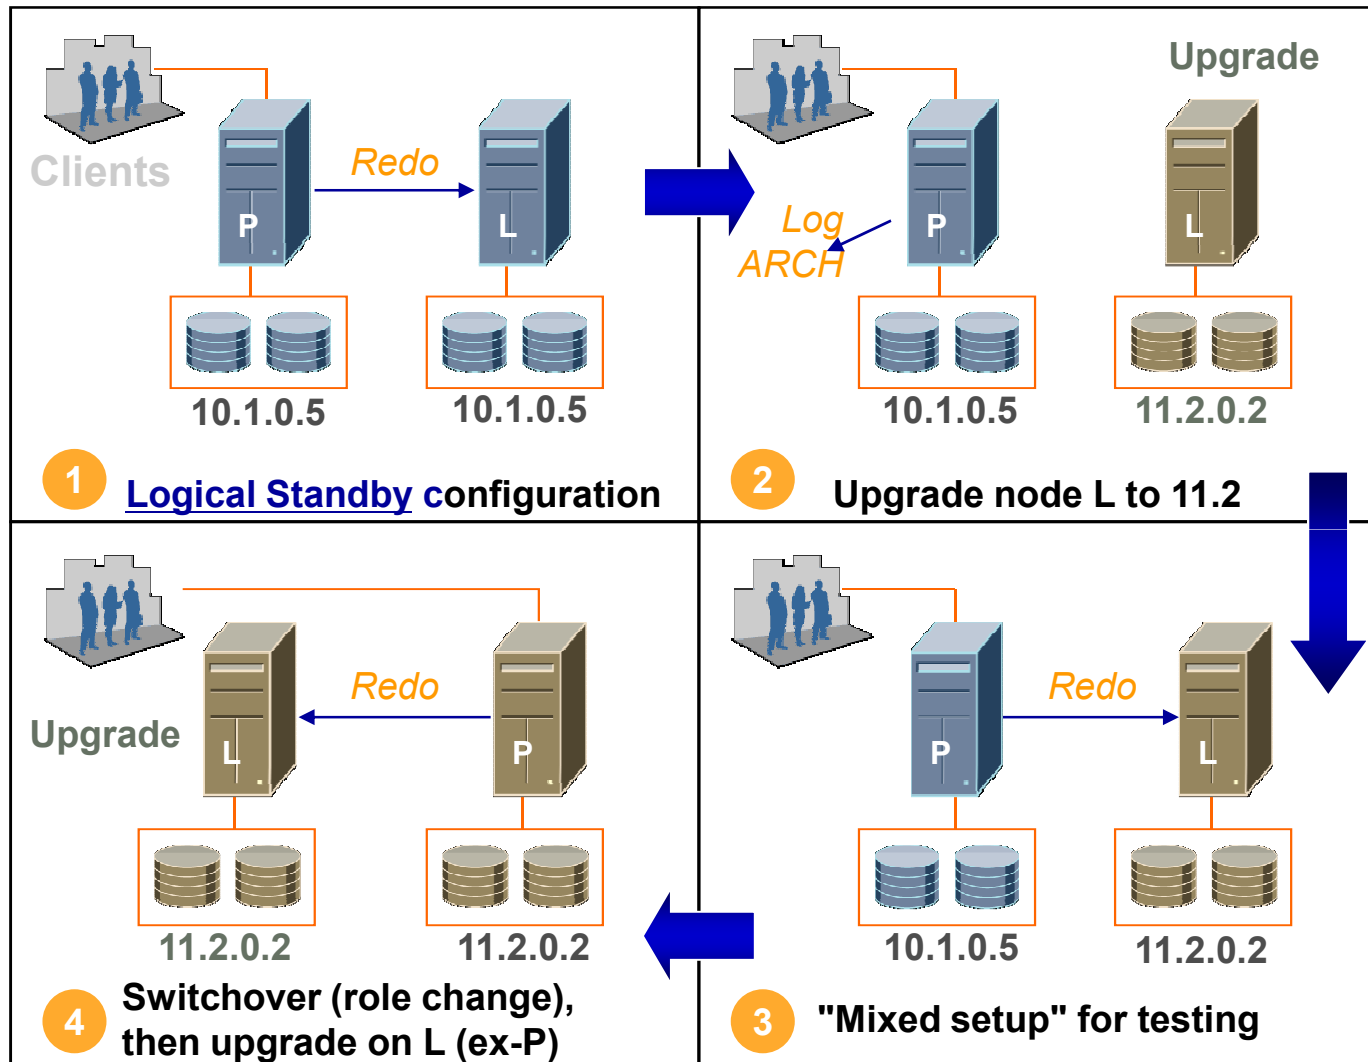 Clients
Redo
P
L
10.1.0.5
10.1.0.5
1
Logical Standby configuration
Upgrade
Log
ARCH
P
L
10.1.0.5
11.2.0.2
2
Upgrade node L to 11.2
Redo
P
L
10.1.0.5
11.2.0.2
3
"Mixed setup" for testing
Upgrade
Redo
L
P
11.2.0.2
11.2.0.2
4
Switchover (role change),
then upgrade on L (ex-P)